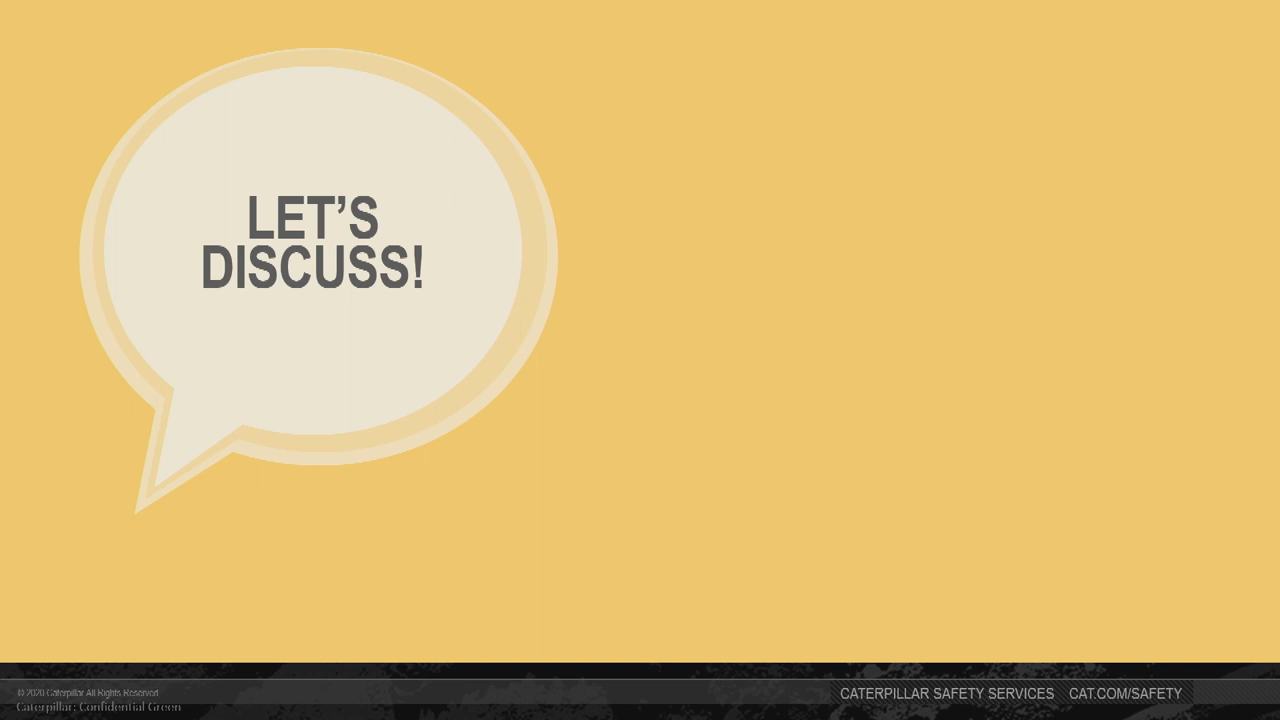 LET’S
DISCUSS!
© 2020 Caterpillar All Rights Reserved
Caterpillar: Confidential Green
CATERPILLAR SAFETY SERVICES CAT.COM/SAFETY